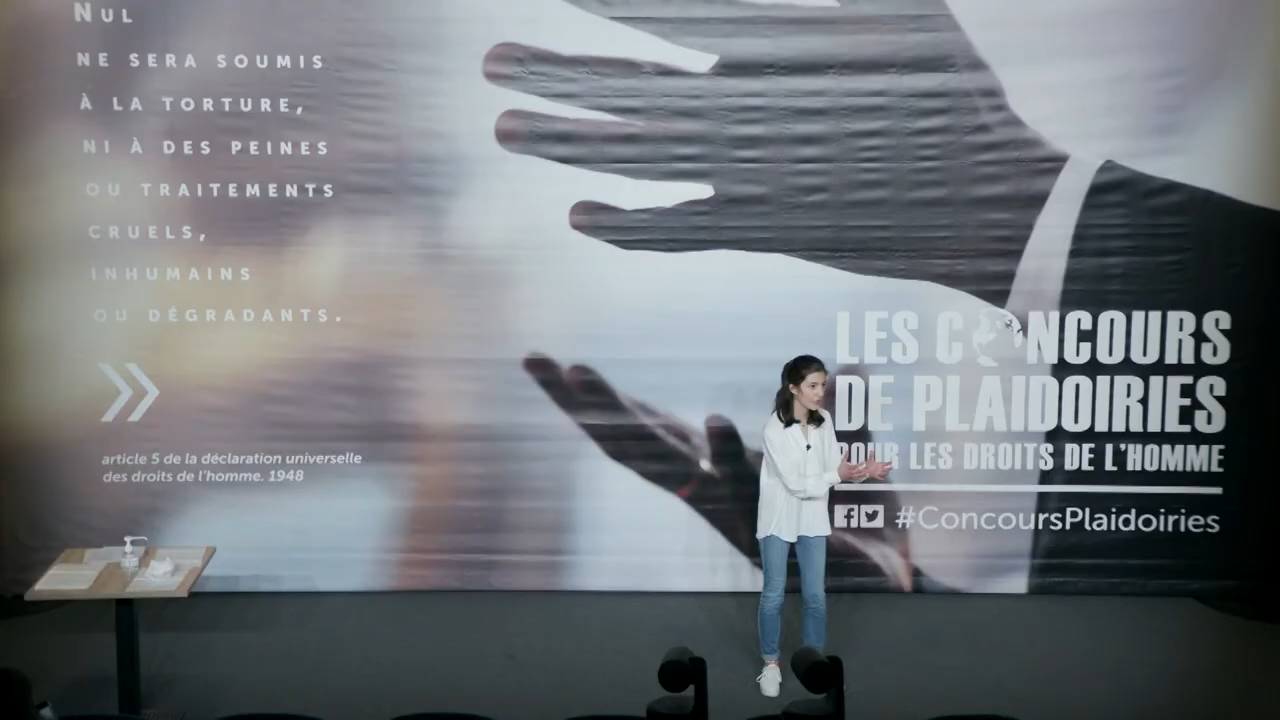 NUL
NE SERA SOUMIS
À LA TORTURE,
NI À DES PEINES
OU TRAITEMENTS
CRUELS,
INHUMAINS
OU DÉGRADANTS.
article 5 de la déclaration universelle
des droits de l'homme. 1948
LES CONCOURS
DE PLAIDOIRIES
POUR LES DROITS DE L'HOMME
#ConcoursPlaidoiries